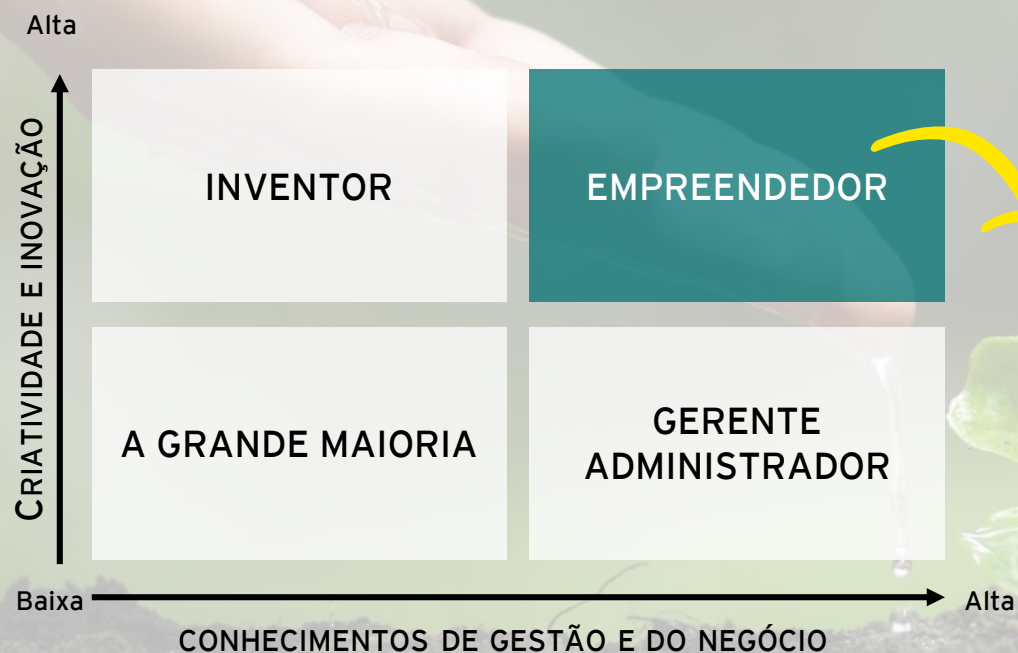 Alta
CRIATIVIDADE E INOVAÇÃO
INVENTOR
EMPREENDEDOR
A GRANDE MAIORIA
GERENTE
ADMINISTRADOR
Baixa
Alta
CONHECIMENTOS DE GESTÃO E DO NEGÓCIO